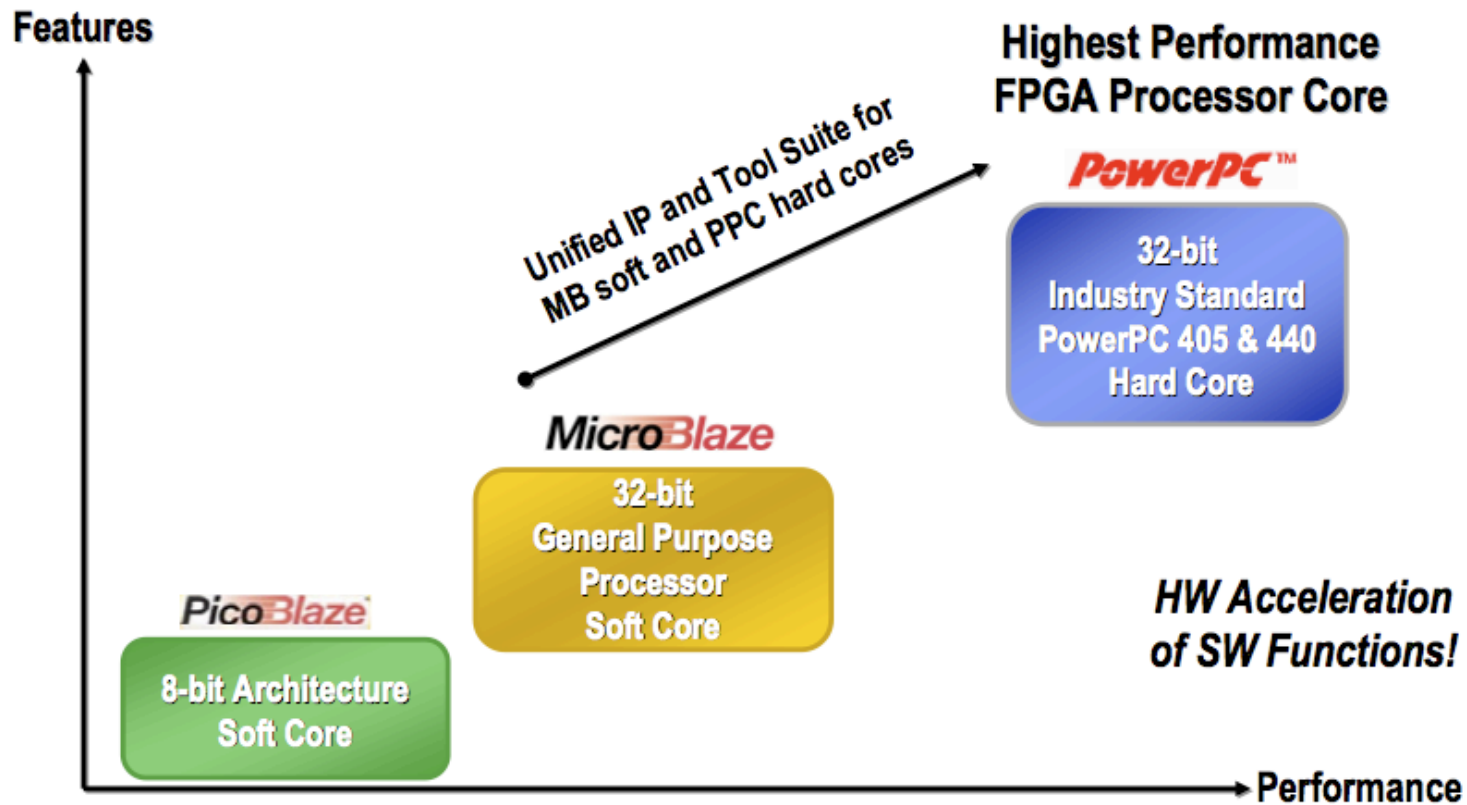 Features
Highest Performance
FPGA Processor Core
Unified IP and Tool Suite for
MB soft and PPC hard cores
PowerPC™
32-bit
Industry Standard
PowerPC 405 & 440
Hard Core
MicroBlaze
32-bit
General Purpose
Processor
Soft Core
PicoBlaze
8-bit Architecture
Soft Core
HW Acceleration
of SW Functions!
Performance